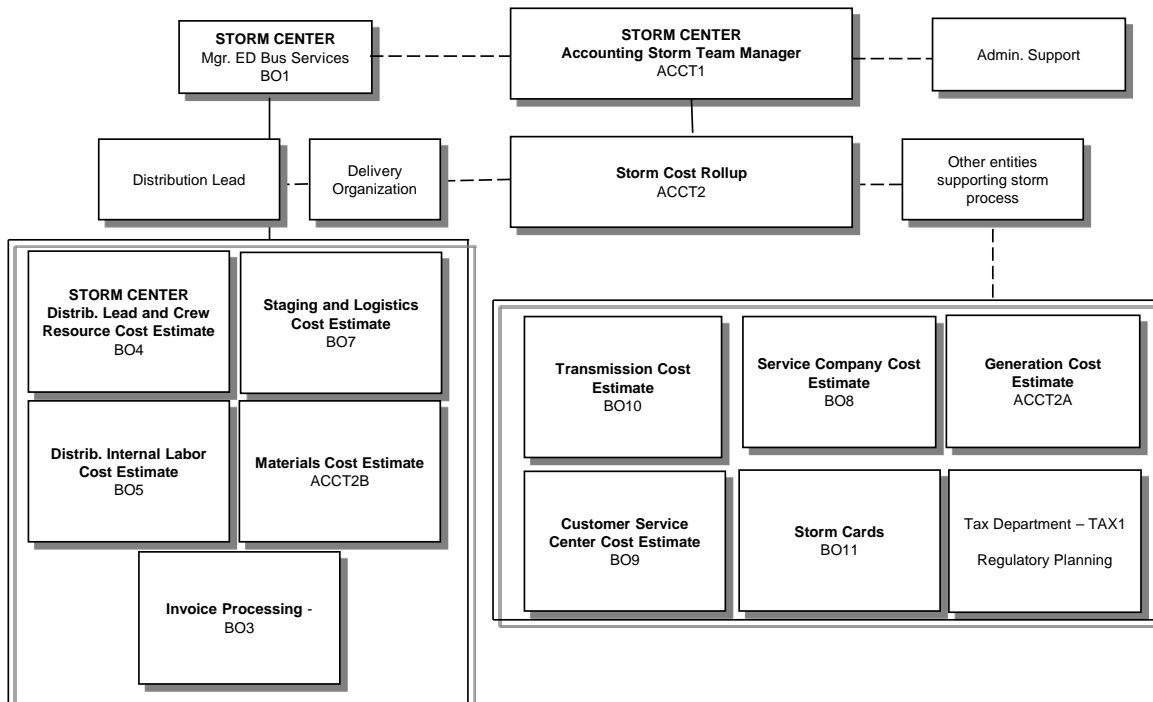 STORM CENTER
Mgr. ED Bus Services
BO1
STORM CENTER
Accounting Storm Team Manager
ACCT1
Admin. Support
Distribution Lead
Delivery
Organization
Storm Cost Rollup
ACCT2
Other entities
supporting storm
process
STORM CENTER
Distrib. Lead and Crew
Resource Cost Estimate
BO4
Staging and Logistics
Cost Estimate
BO7
Distrib. Internal Labor
Cost Estimate
BO5
Materials Cost Estimate
ACCT2B
Invoice Processing -
BO3
Transmission Cost
Estimate
BO10
Service Company Cost
Estimate
BO8
Generation Cost
Estimate
ACCT2A
Customer Service
Center Cost Estimate
BO9
Storm Cards
BO11
Tax Department – TAX1
Regulatory Planning